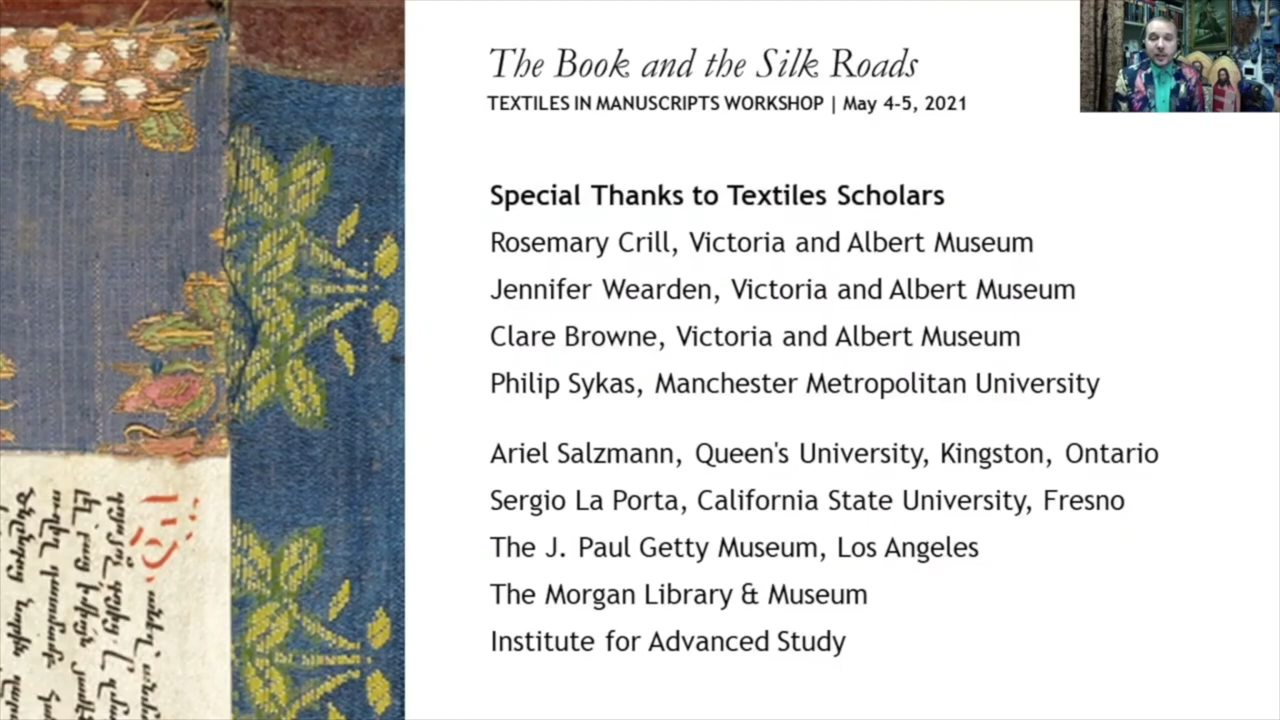 The Book and the Silk Roads
TEXTILES IN MANUSCRIPTS WORKSHOP | May 4-5, 2021
Special Thanks to Textiles Scholars
Rosemary Crill, Victoria and Albert Museum
Jennifer Wearden, Victoria and Albert Museum
Clare Browne, Victoria and Albert Museum
Philip Sykas, Manchester Metropolitan University
Ariel Salzmann, Queen's University, Kingston, Ontario
Sergio La Porta, California State University, Fresno
The J. Paul Getty Museum, Los Angeles
The Morgan Library & Museum
Institute for Advanced Study